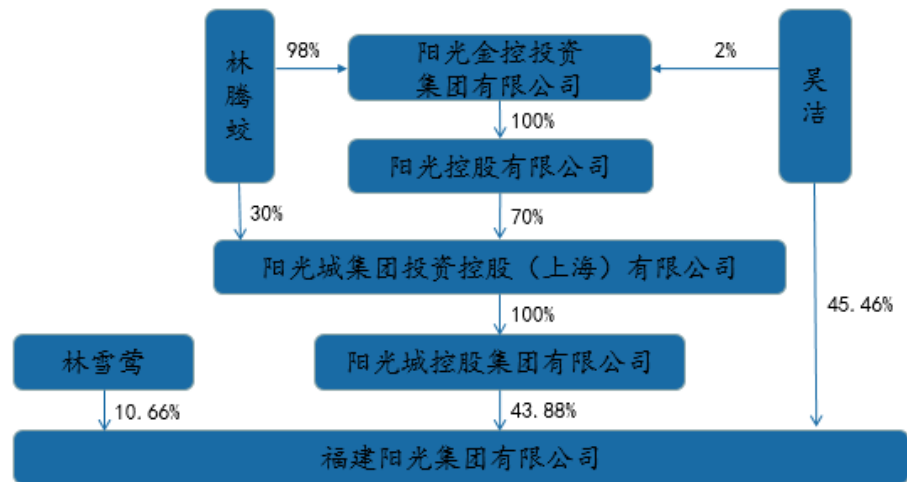 林腾蛟
98%
阳光金控投资
集团有限公司
2%
吴洁
100%
阳光控股有限公司
30%
70%
阳光城集团投资控股（上海）有限公司
100%
45.46%
林雪莺
阳光城控股集团有限公司
10.66%
43.88%
福建阳光集团有限公司